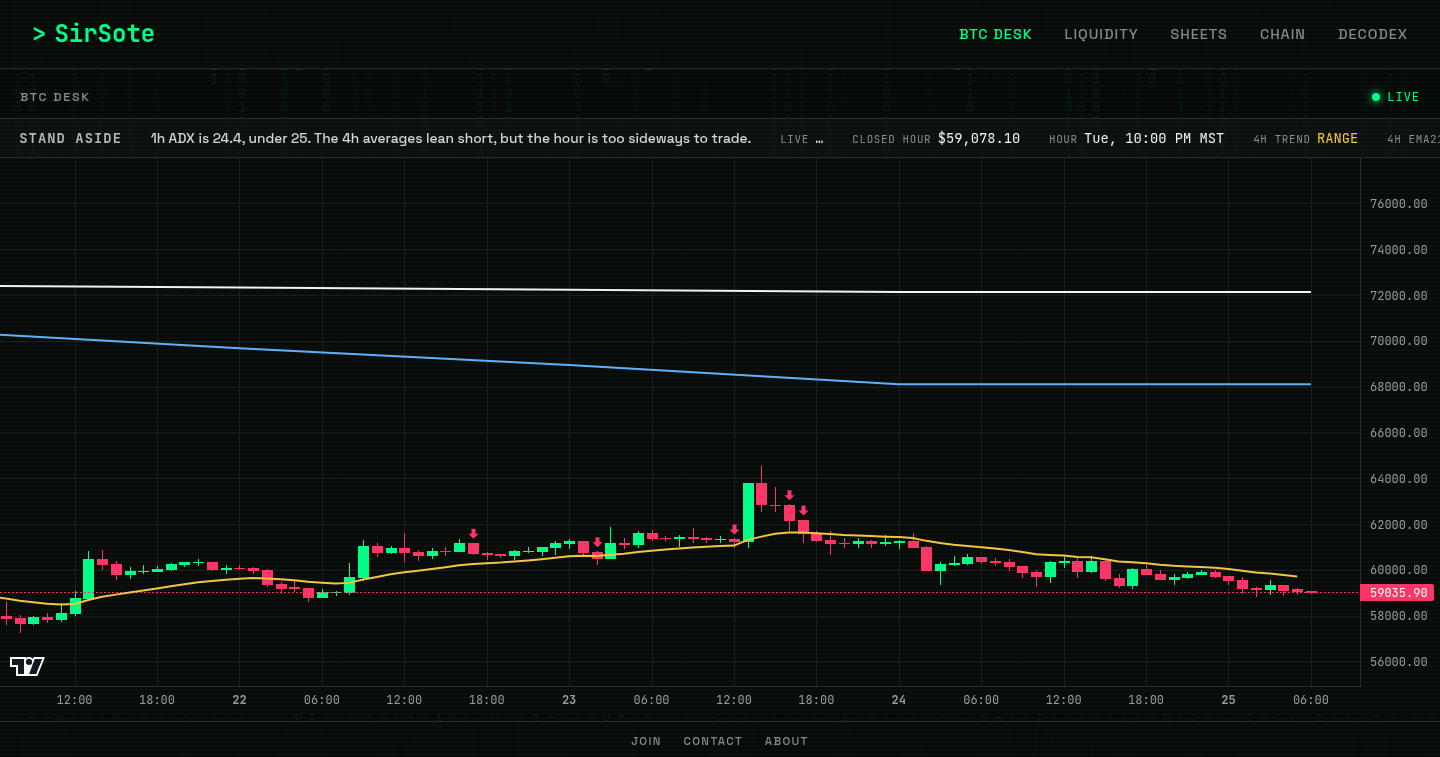 > SirSote
BTC DESK LIQUIDITY SHEETS CHAIN DECODEX
BTC DESK
LIVE
STAND ASIDE 1h ADX is 24.4, under 25. The 4h averages lean short, but the hour is too sideways to trade. LIVE … CLOSED HOUR $59,078.10 HOUR Tue, 10:00 PM MST 4H TREND RANGE 4H
76000.00
74000.00
72000.00
70000.00
68000.00
66000.00
64000.00
62000.00
60000.00
59035.90
58000.00
56000.00
12:00 18:00 22 06:00 12:00 18:00 23 06:00 12:00 18:00 24 06:00 12:00 18:00 25 06:00
JOIN CONTACT ABOUT